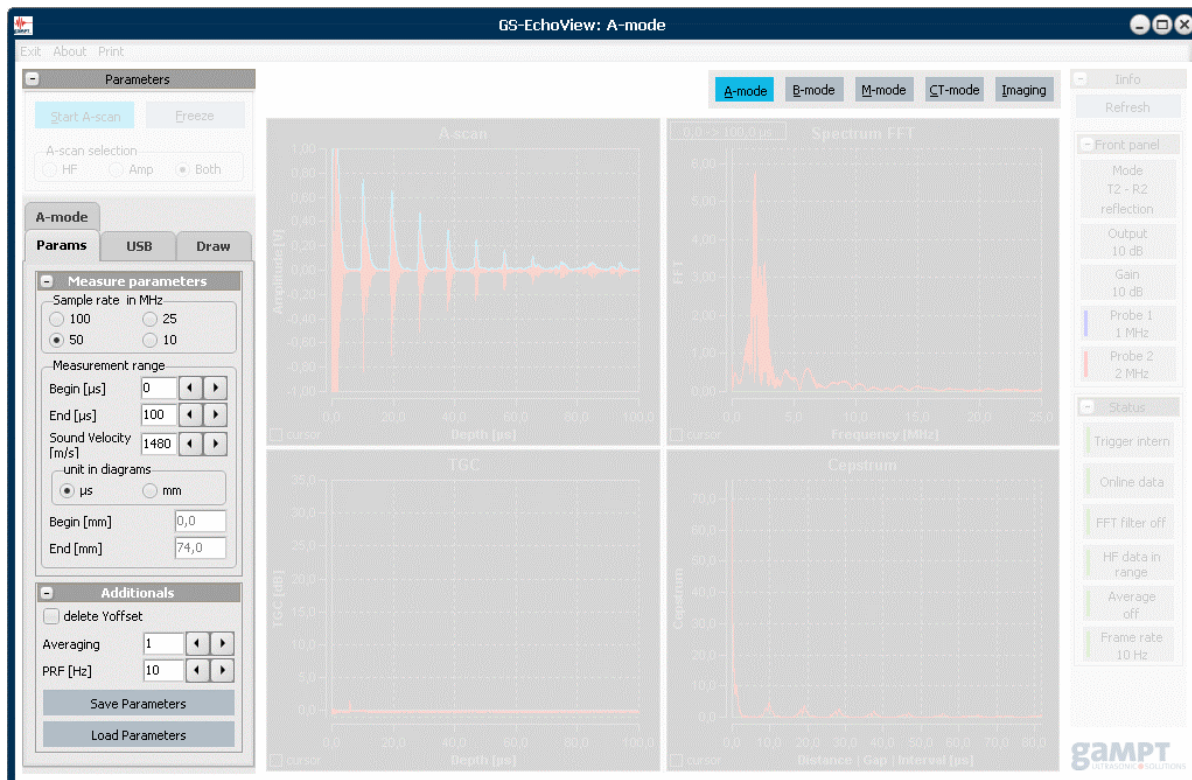 GS-EchoView: A-mode
Exit About Print
Parameters
Start A-scan Freeze
A-scan selection
HF Amp Both
A-mode
Params USB Draw
Measure parameters
Sample rate in MHz
100 25
50 10
Measurement range
Begin [µs] 0
End [µs] 100
Sound Velocity
[m/s] 1480
unit in diagrams
µs mm
Begin [mm] 0,0
End [mm] 74,0
Additionals
delete Yoffset
Averaging 1
PRF [Hz] 10
Save Parameters
Load Parameters
A-mode B-mode M-mode CT-mode Imaging
A-scan
1,00
0,80
0,60
0,40
0,20
0,00
-0,20
-0,40
-0,60
-0,80
-1,00
Amplitude [V]
0,0 20,0 40,0 60,0 80,0 100,0
cursor Depth [µs]
0,0 -> 100,0 µs Spectrum FFT
8,00
6,00
4,00
2,00
1,00
0,00
FFT
0,0 5,0 10,0 15,0 20,0 25,0
cursor Frequency [MHz]
TGC
35,0
30,0
25,0
20,0
15,0
10,0
5,0
0,0
TGC [dB]
0,0 20,0 40,0 60,0 80,0 100,0
cursor Depth [µs]
Cepstrum
70,0
60,0
50,0
40,0
30,0
20,0
10,0
0,0
Cepstrum
0,0 10,0 20,0 30,0 40,0 50,0 60,0 70,0 80,0
cursor Distance | Gap | Interval [µs]
Iinfo
Refresh
Front panel
Mode
T2 - R2
reflection
Output
10 dB
Gain
10 dB
Probe 1
1 MHz
Probe 2
2 MHz
Status
Trigger intern
Online data
FFT filter off
HF data in
range
Average
off
Frame rate
10 Hz
gAMPT
ULTRASONIC SOLUTIONS